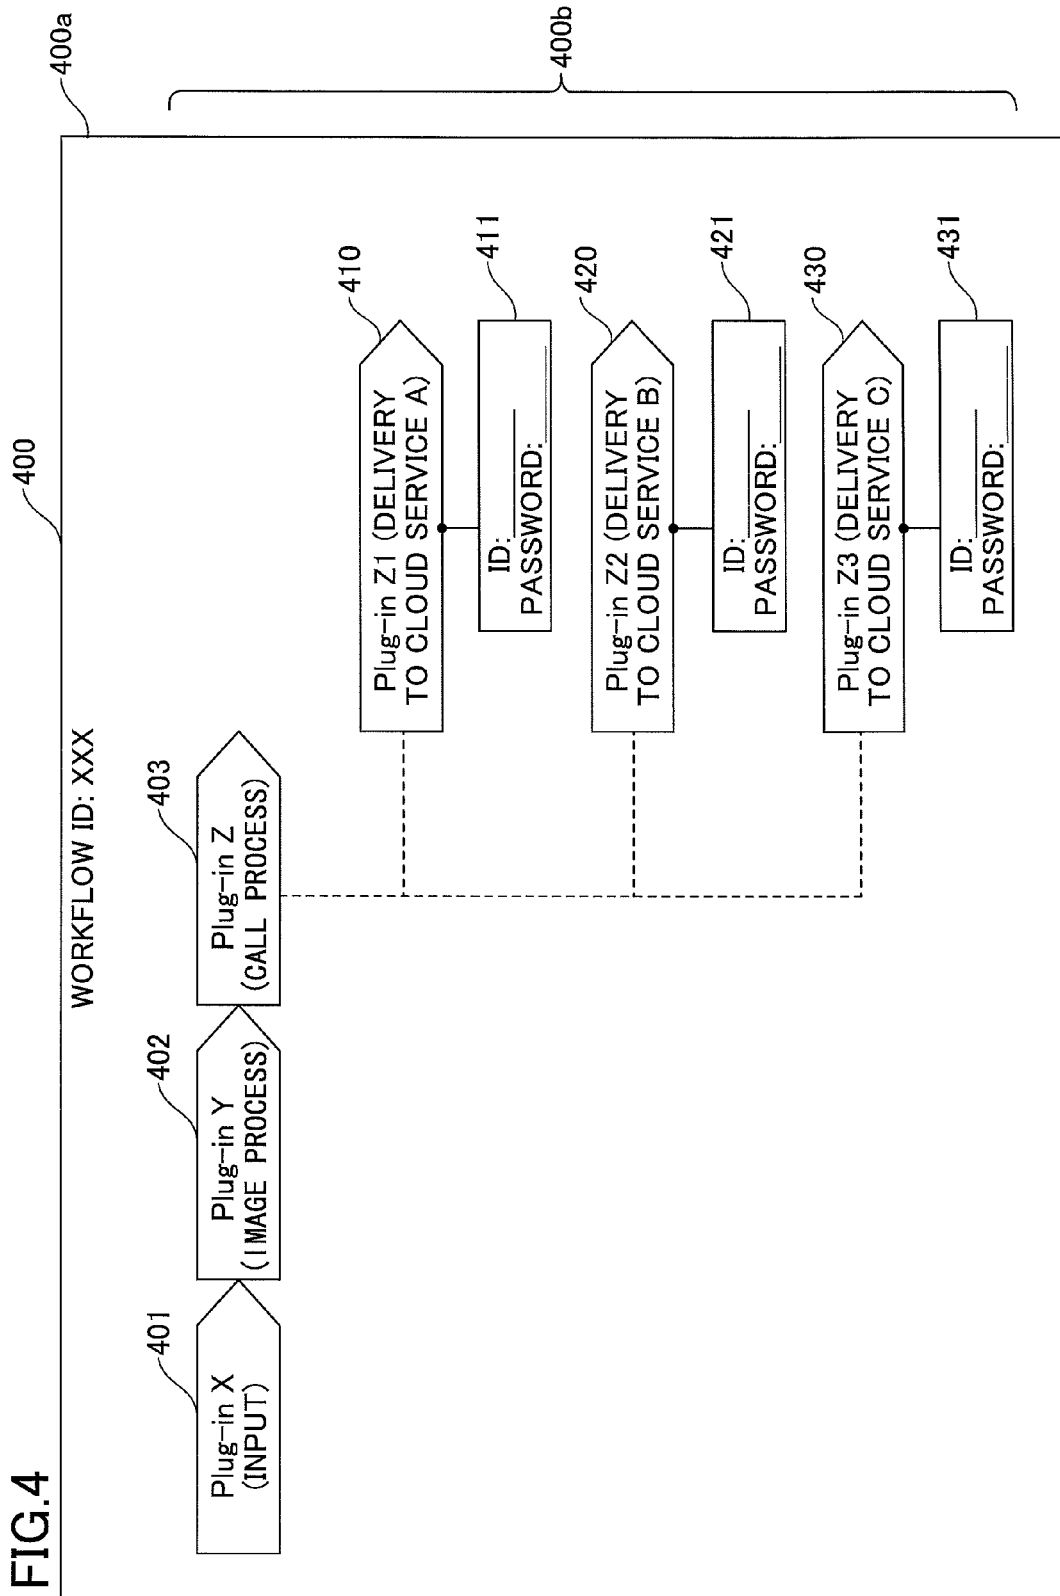 FIG.4
400
400a
WORKFLOW ID: XXX
401
Plug-in X
(INPUT)
402
Plug-in Y
(IMAGE PROCESS)
403
Plug-in Z
(CALL PROCESS)
410
Plug-in Z1 (DELIVERY
TO CLOUD SERVICE A)
411
ID:
PASSWORD:
420
Plug-in Z2 (DELIVERY
TO CLOUD SERVICE B)
421
ID:
PASSWORD:
430
Plug-in Z3 (DELIVERY
TO CLOUD SERVICE C)
431
ID:
PASSWORD:
400b